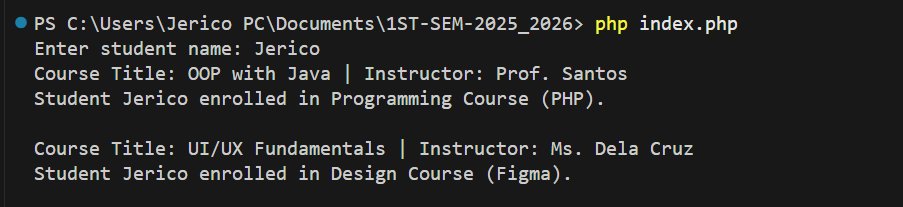 PS C:\Users\Jerico PC\Documents\1ST-SEM-2025_2026> php index.php
Enter student name: Jerico
Course Title: OOP with Java | Instructor: Prof. Santos
Student Jerico enrolled in Programming Course (PHP).
Course Title: UI/UX Fundamentals | Instructor: Ms. Dela Cruz
Student Jerico enrolled in Design Course (Figma).